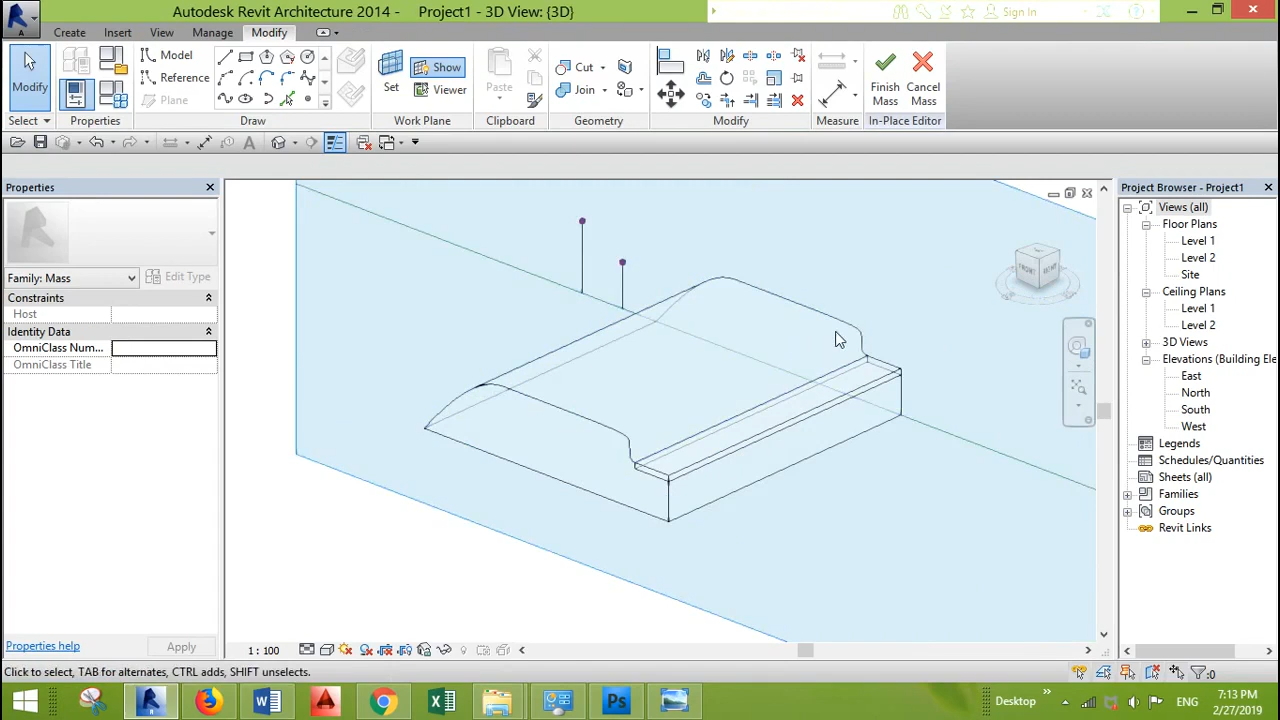 Autodesk Revit Architecture 2014 - Project1 - 3D View: {3D}
Sign In
Create Insert View Manage Modify
Modify
Select
Properties
Model
Reference
Plane
Draw
Set
Show
Viewer
Work Plane
Paste
Clipboard
Cut
Join
Geometry
Modify
Measure
Finish Mass
Cancel Mass
In-Place Editor
Properties
Family: Mass
Edit Type
Constraints
Host
Identity Data
OmniClass Num...
OmniClass Title
Properties help
Apply
FRONT
Project Browser - Project1
Views (all)
Floor Plans
Level 1
Level 2
Site
Ceiling Plans
Level 1
Level 2
3D Views
Elevations (Building Ele
East
North
South
West
Legends
Schedules/Quantities
Sheets (all)
Families
Groups
Revit Links
1 : 100
Click to select, TAB for alternates, CTRL adds, SHIFT unselects.
:0
Desktop
ENG
7:13 PM
2/27/2019